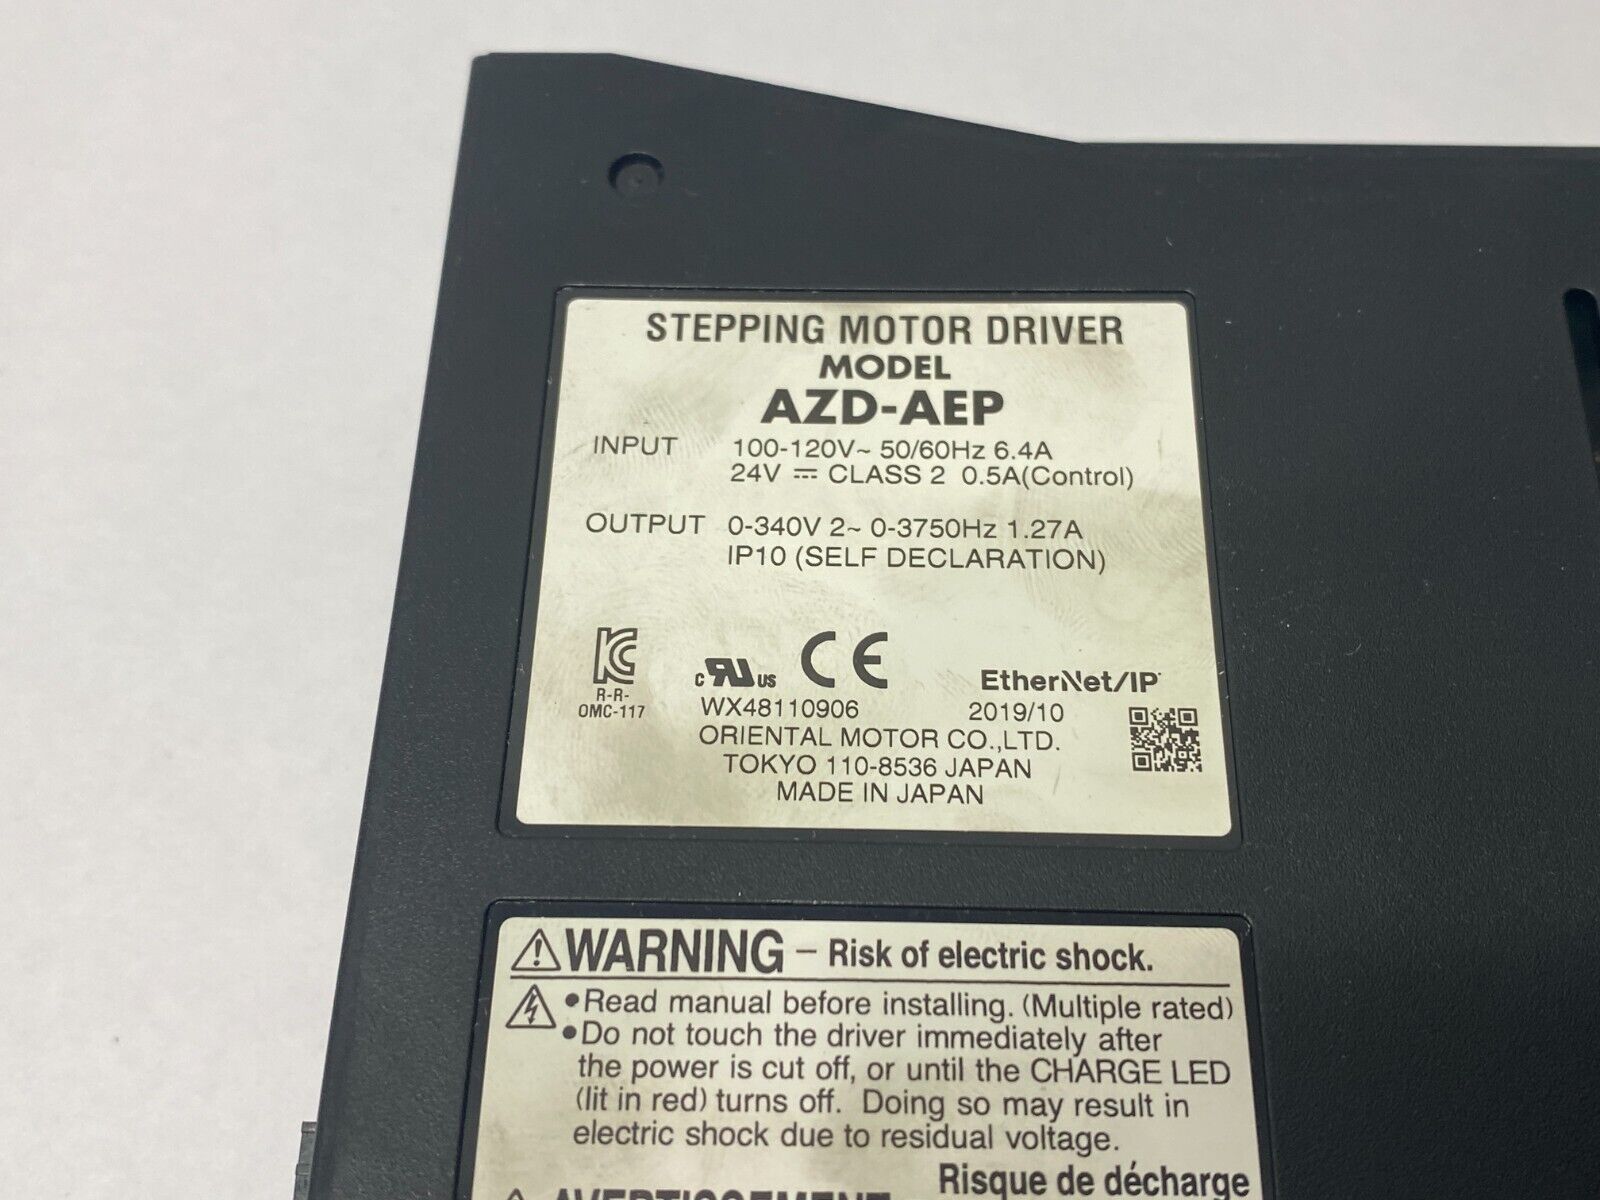 STEPPING MOTOR DRIVER
MODEL
AZD-AEP
INPUT 100-120V~ 50/60Hz 6.4A
24V ⎓ CLASS 2 0.5A(Control)
OUTPUT 0-340V 2~ 0-3750Hz 1.27A
IP10 (SELF DECLARATION)
R-R-
OMC-117
c RU US CE
EtherNet/IP
WX48110906 2019/10
ORIENTAL MOTOR CO.,LTD.
TOKYO 110-8536 JAPAN
MADE IN JAPAN
⚠WARNING – Risk of electric shock.
•Read manual before installing. (Multiple rated)
•Do not touch the driver immediately after
the power is cut off, or until the CHARGE LED
(lit in red) turns off. Doing so may result in
electric shock due to residual voltage.
Risque de décharge
AVERTISSEMENT